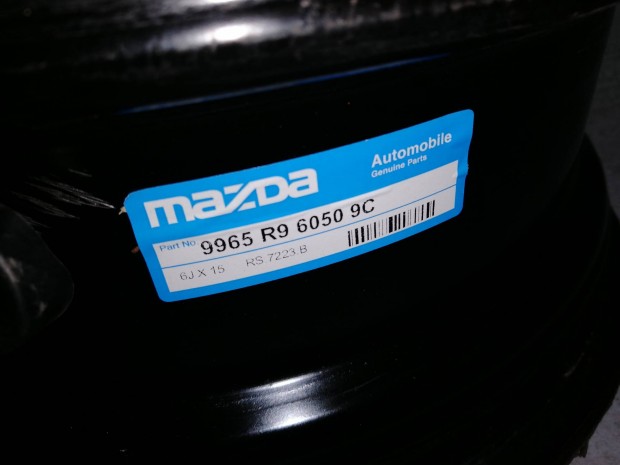 mazda
Automobile
Genuine Parts
Part No 9965 R9 6050 9C
6J X 15 RS 7223 B